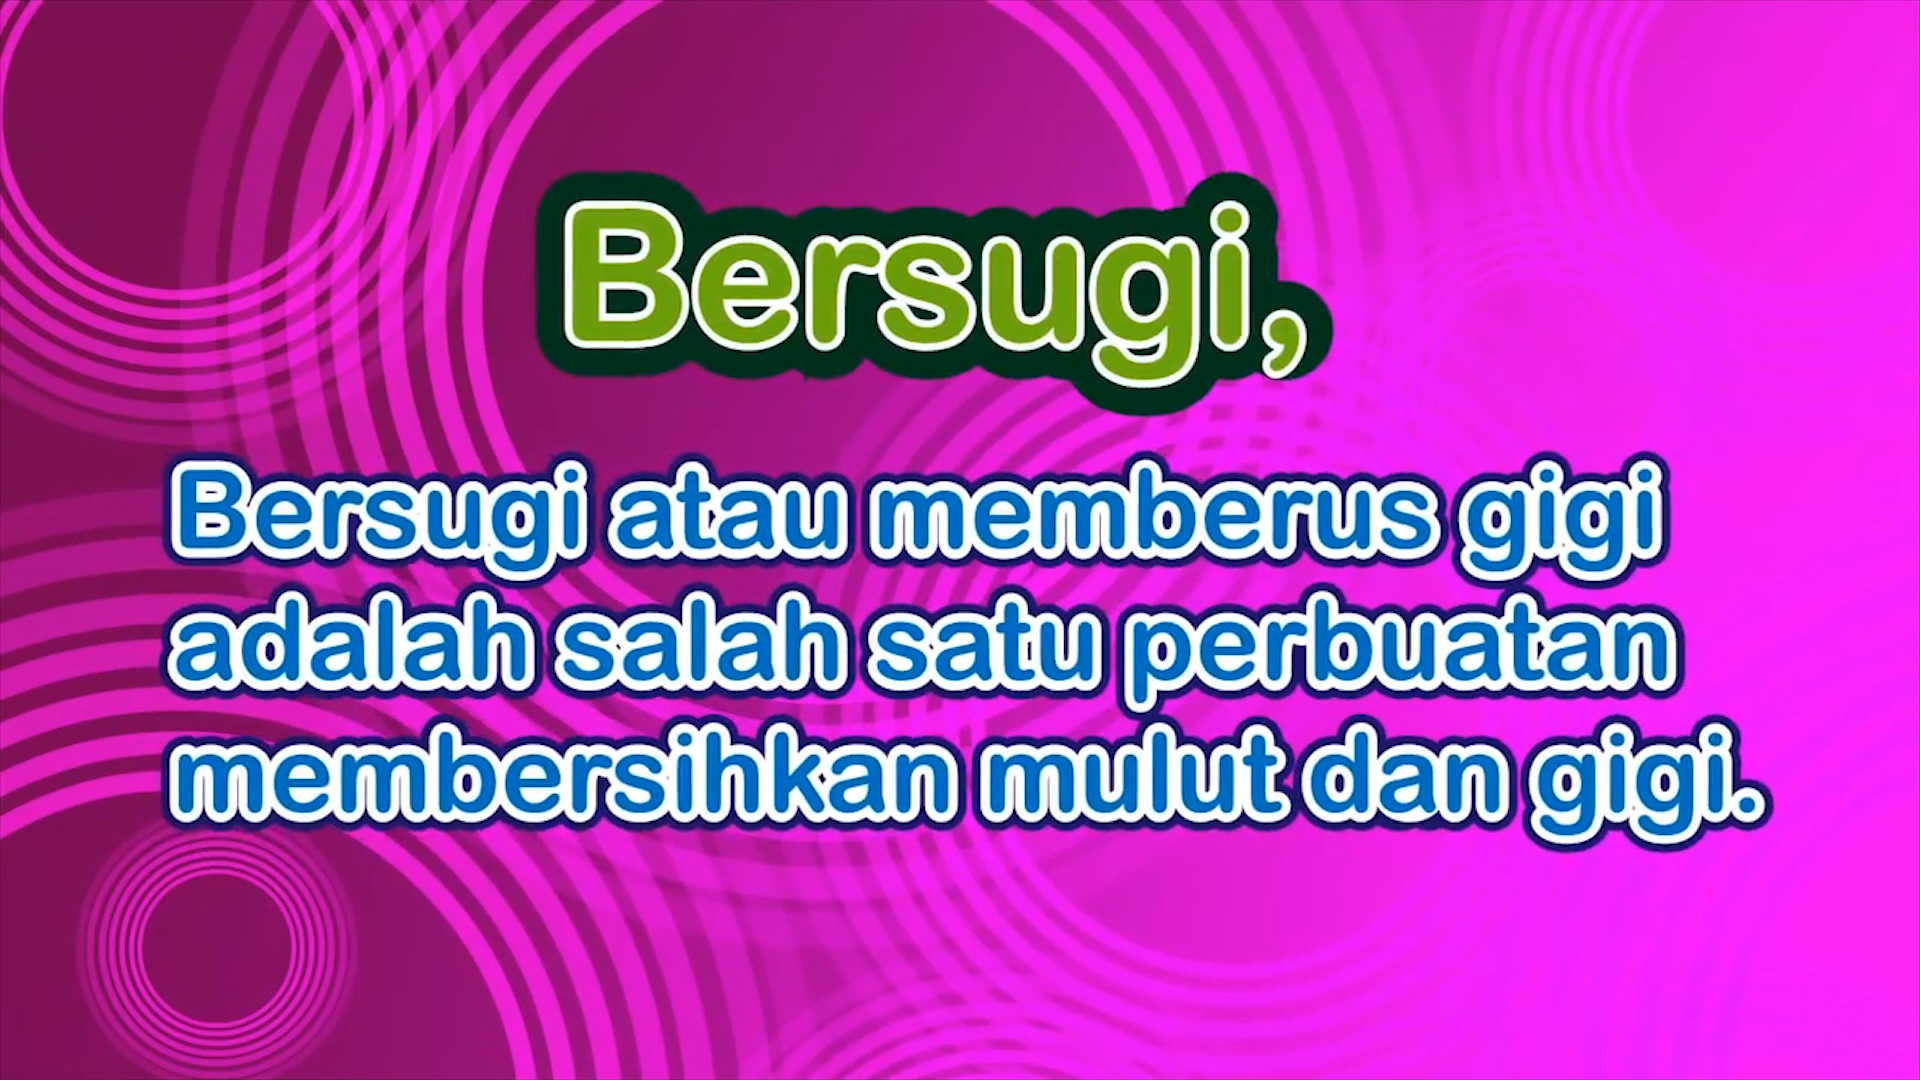 Bersugi,
Bersugi atau memberus gigi
adalah salah satu perbuatan
membersihkan mulut dan gigi.